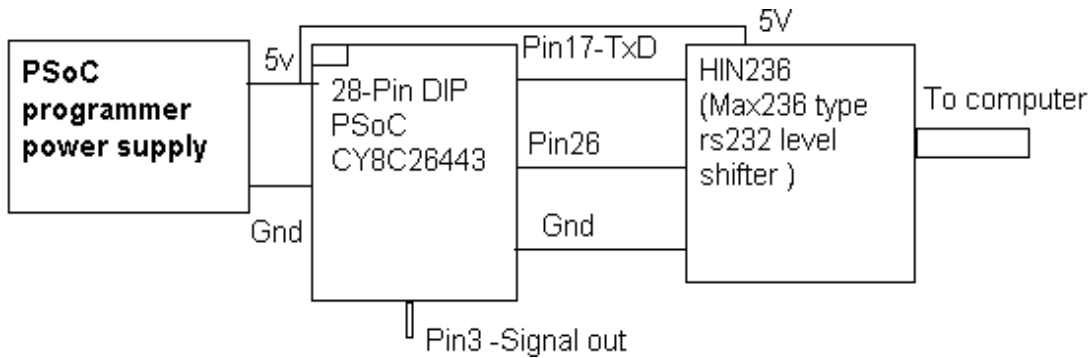 PSoC
programmer
power supply
5v
Gnd
28-Pin DIP
PSoC
CY8C26443
Pin3 -Signal out
Pin17-TxD
Pin26
Gnd
5V
HIN236
(Max236 type
rs232 level
shifter )
To computer